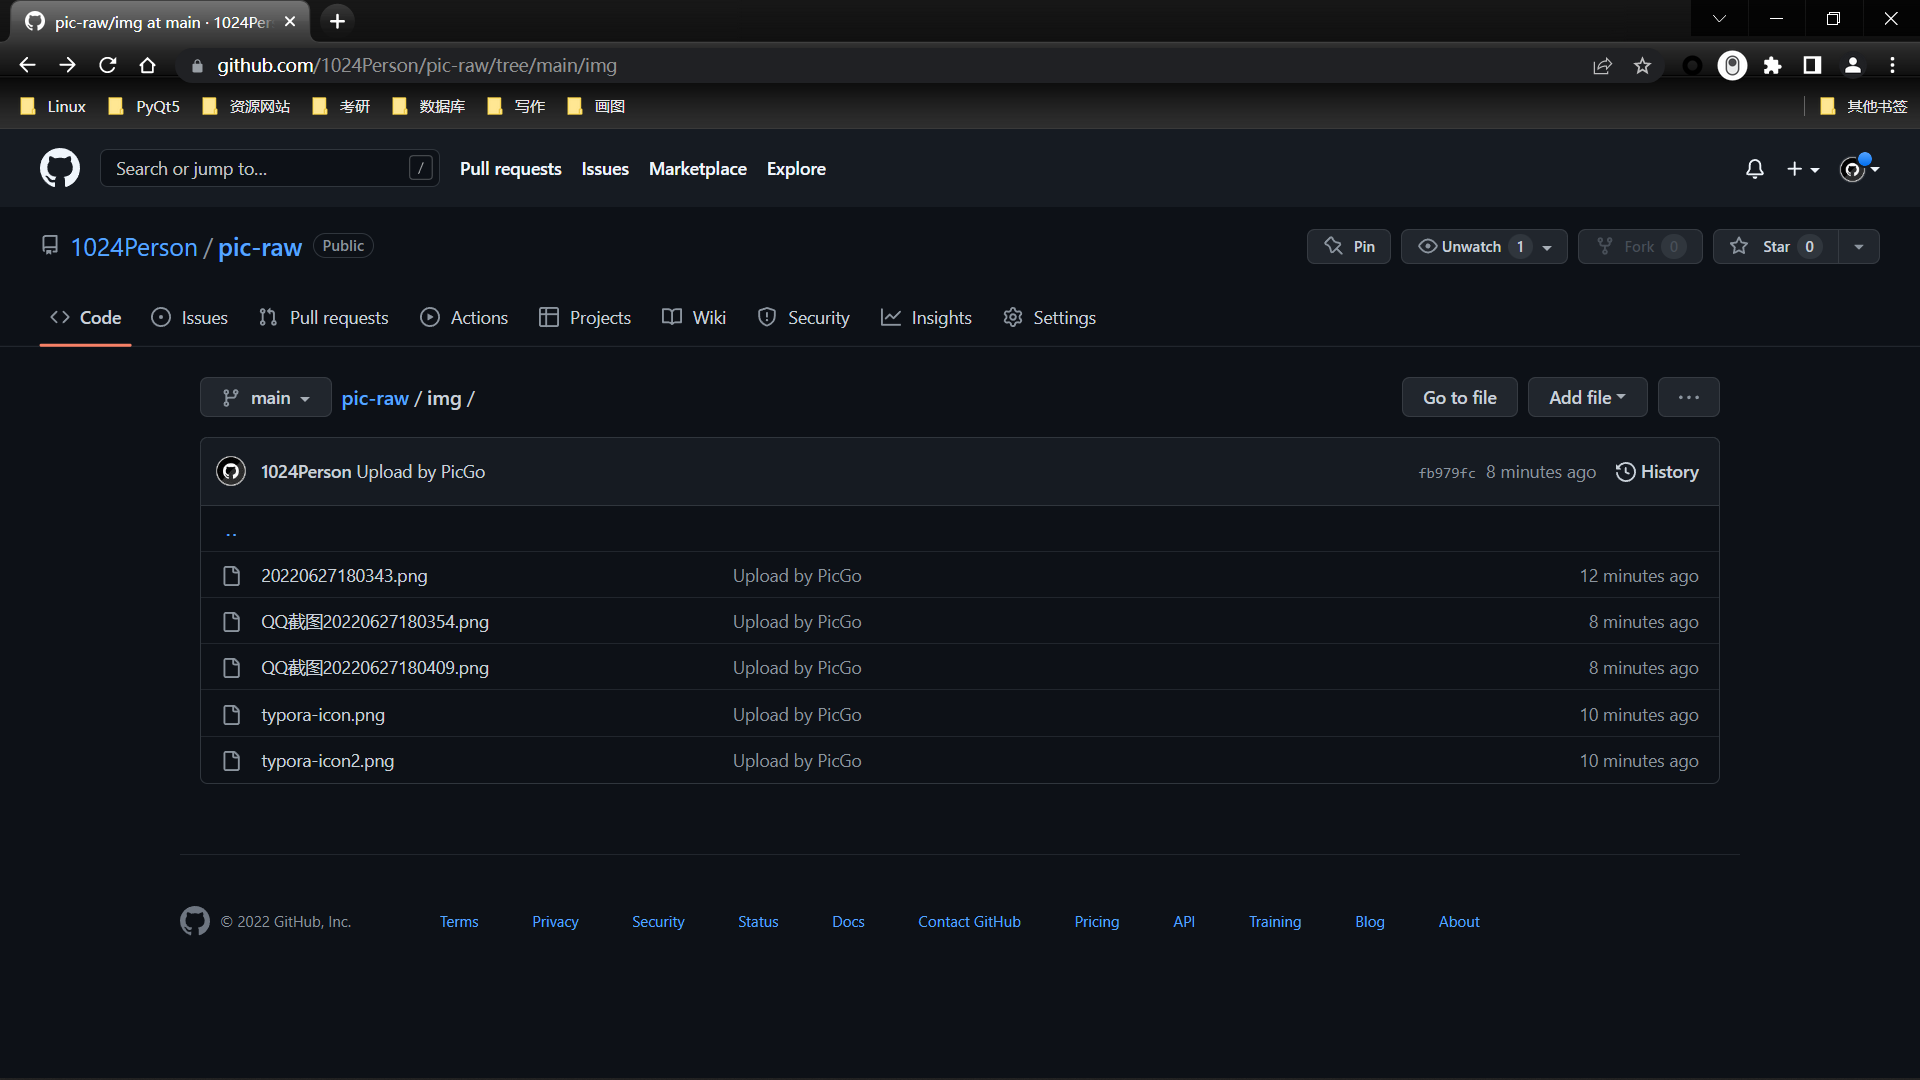 pic-raw/img at main · 1024Per
github.com/1024Person/pic-raw/tree/main/img
Linux PyQt5 资源网站 考研 数据库 写作 画图 其他书签
Search or jump to... / Pull requests Issues Marketplace Explore
1024Person / pic-raw Public Pin Unwatch 1 Fork 0 Star 0
Code Issues Pull requests Actions Projects Wiki Security Insights Settings
main pic-raw / img / Go to file Add file ...
1024Person Upload by PicGo fb979fc 8 minutes ago History
..
20220627180343.png Upload by PicGo 12 minutes ago
QQ截图20220627180354.png Upload by PicGo 8 minutes ago
QQ截图20220627180409.png Upload by PicGo 8 minutes ago
typora-icon.png Upload by PicGo 10 minutes ago
typora-icon2.png Upload by PicGo 10 minutes ago
© 2022 GitHub, Inc. Terms Privacy Security Status Docs Contact GitHub Pricing API Training Blog About